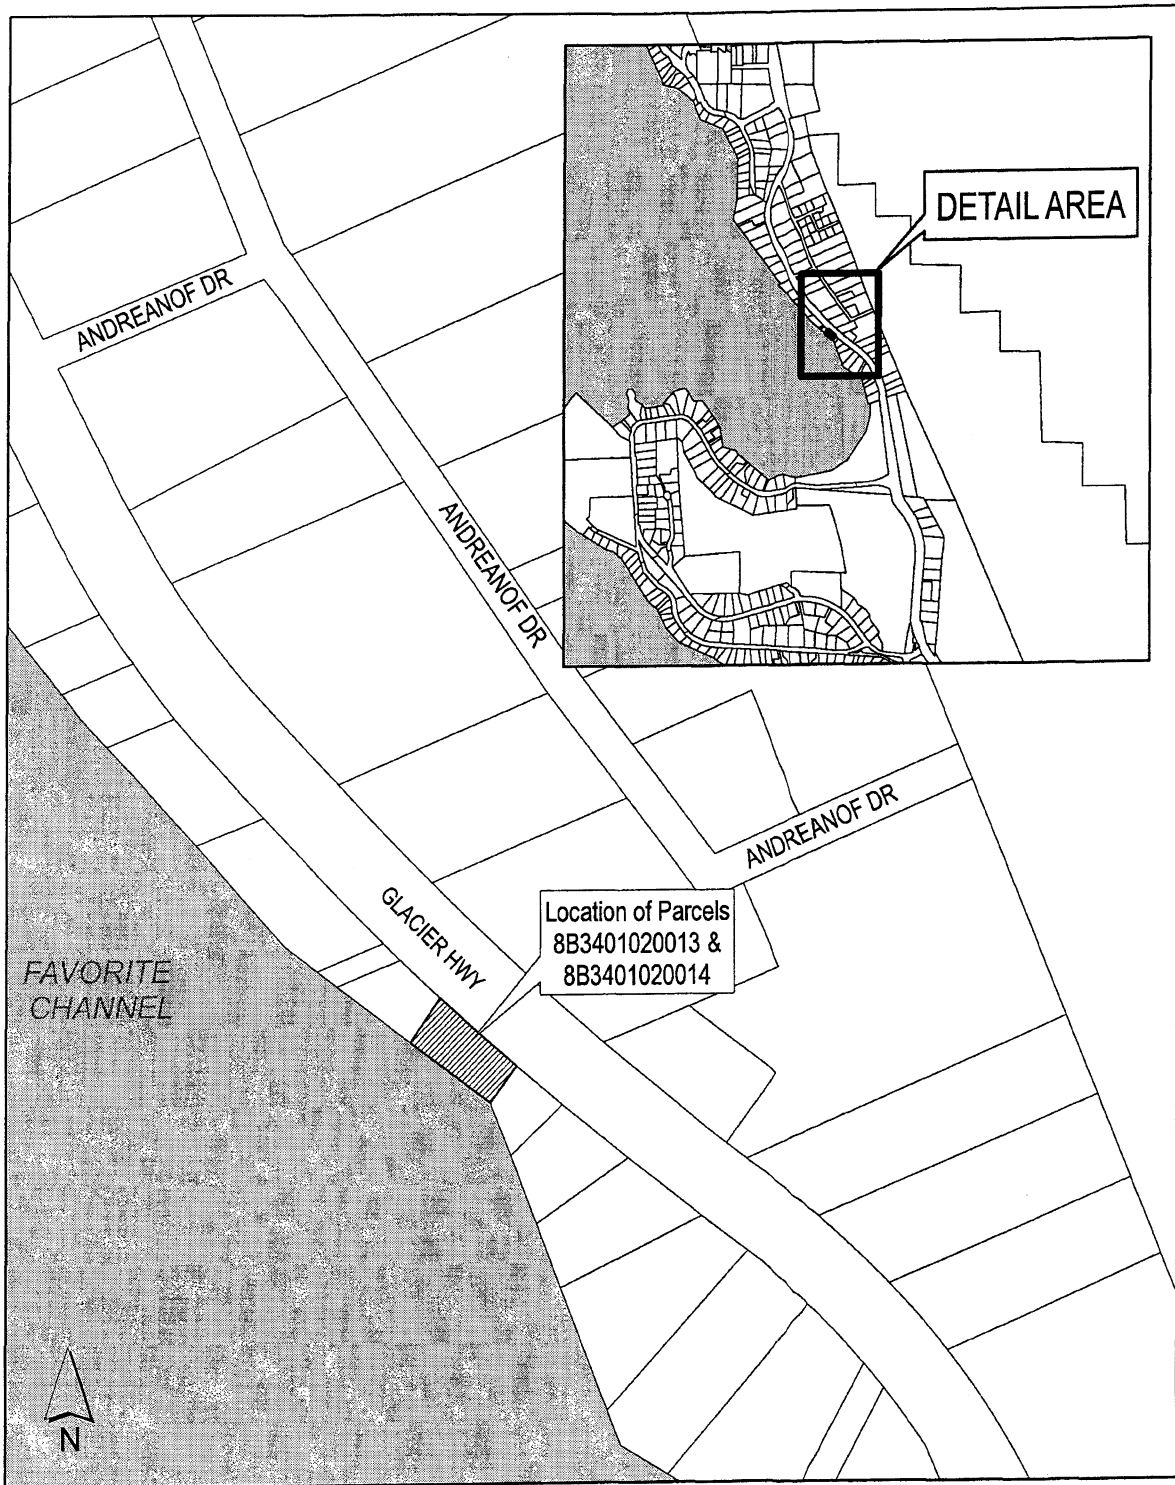 DETAIL AREA
ANDREANOF DR
ANDREANOF DR
ANDREANOF DR
GLACIER HWY
Location of Parcels
8B3401020013 &
8B3401020014
FAVORITE
CHANNEL
N